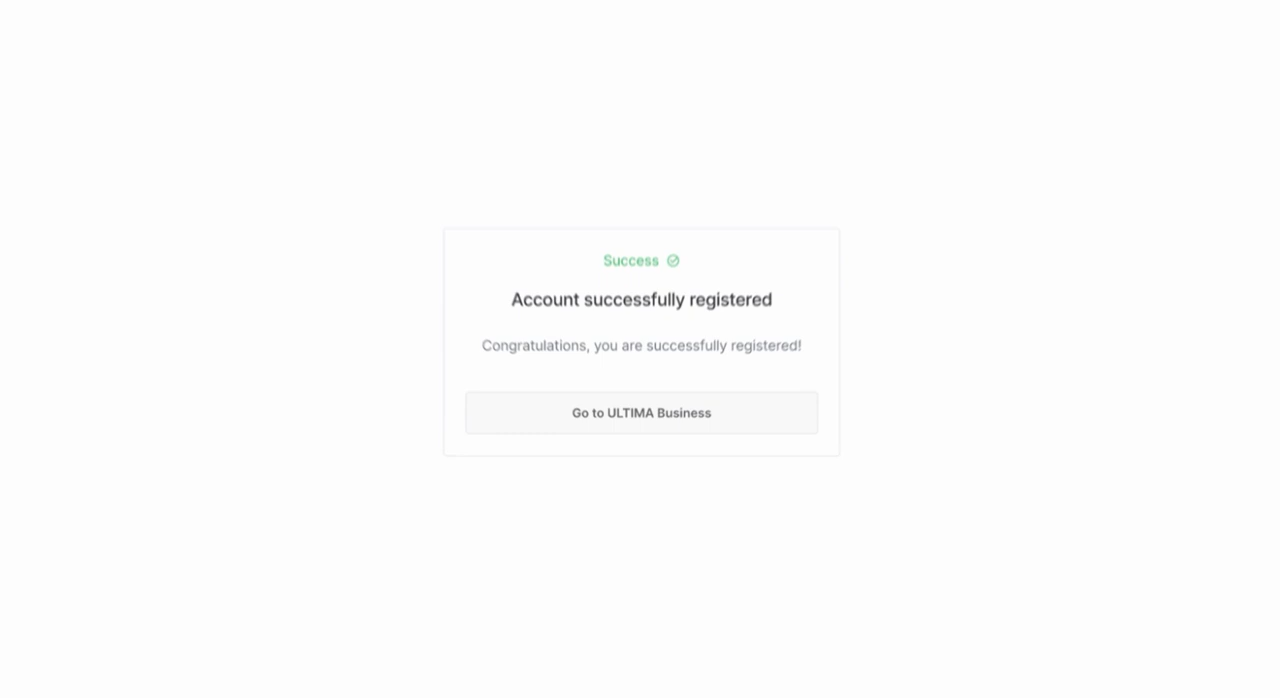 Success
Account successfully registered
Congratulations, you are successfully registered!
Go to ULTIMA Business